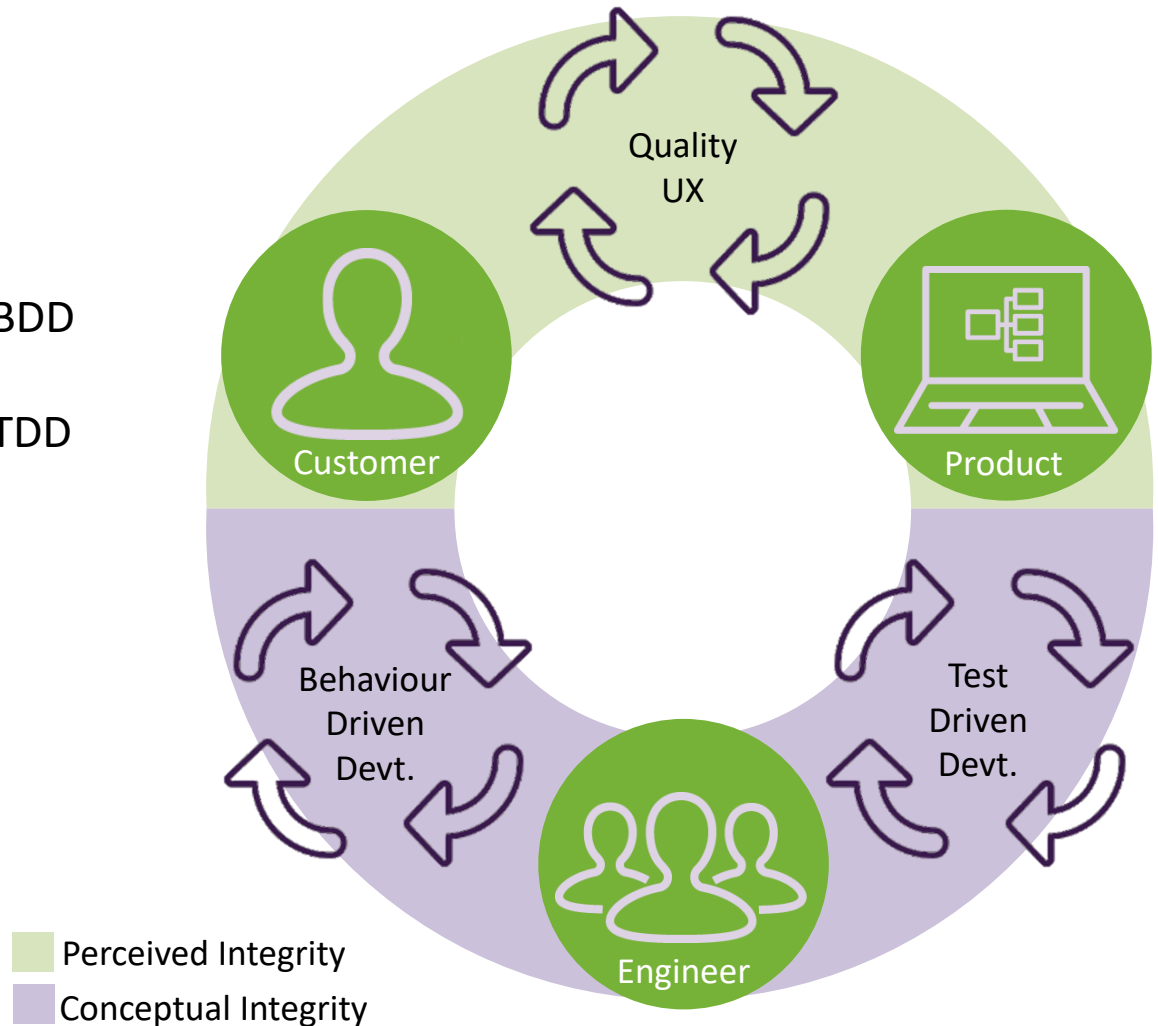 Quality
UX
BDD
TDD
Customer
Product
Behaviour
Driven
Devt.
Test
Driven
Devt.
Engineer
Perceived Integrity
Conceptual Integrity